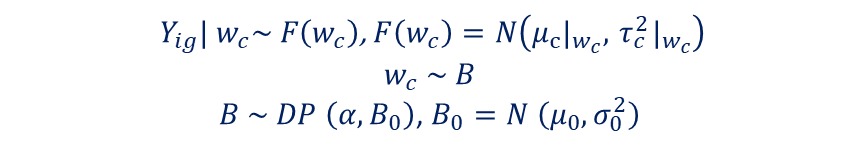 Y_{ig}| w_c~ F(w_c), F(w_c) = N(μ_c|_{w_c}, τ_c^2|_{w_c})
w_c ~ B
B ~ DP (α, B_0), B_0 = N (μ_0, σ_0^2)